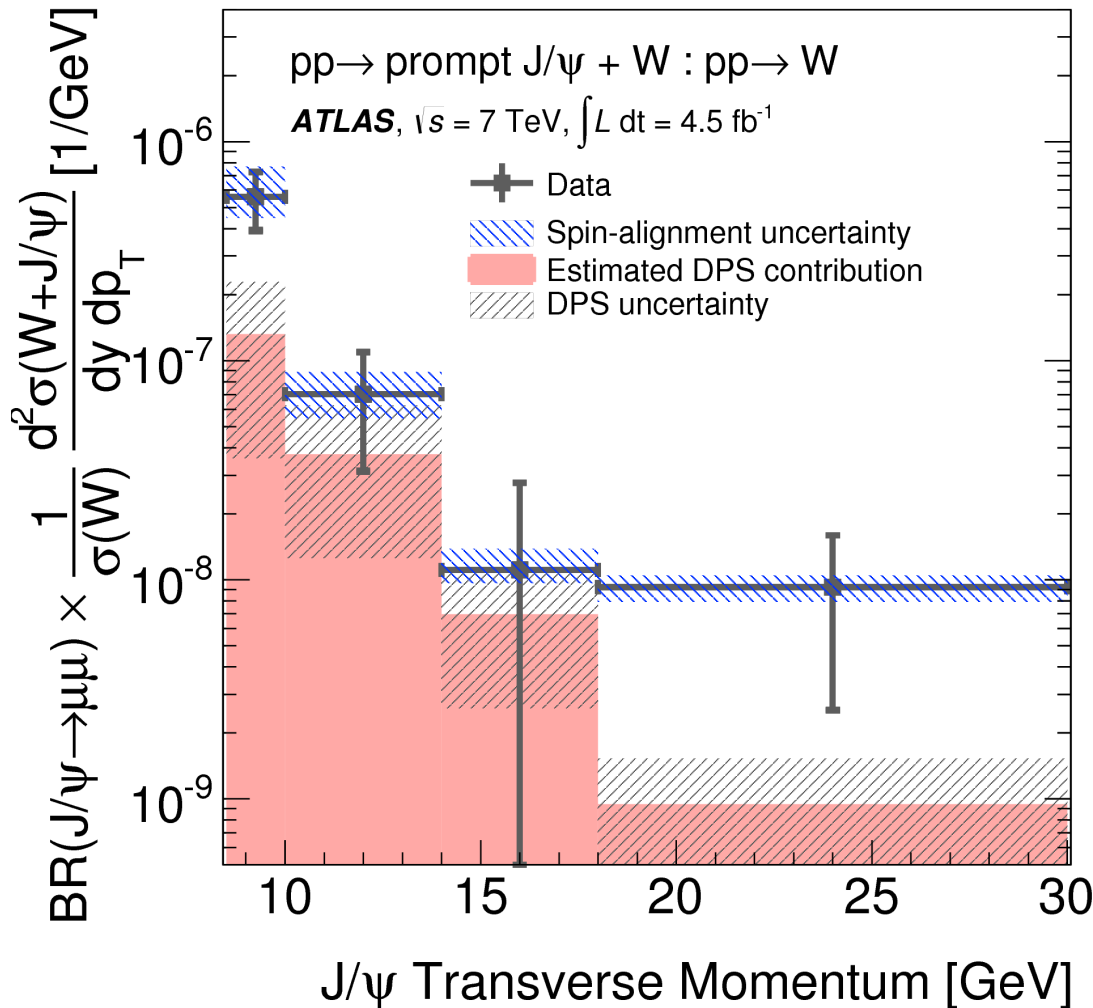 pp→ prompt J/ψ + W : pp→ W
ATLAS, √s = 7 TeV, ∫L dt = 4.5 fb⁻¹
Data
Spin-alignment uncertainty
Estimated DPS contribution
DPS uncertainty
BR(J/ψ→μμ) × 1/σ(W) d²σ(W+J/ψ)/dy dp_T [1/GeV]
10⁻⁶
10⁻⁷
10⁻⁸
10⁻⁹
10 15 20 25 30
J/ψ Transverse Momentum [GeV]